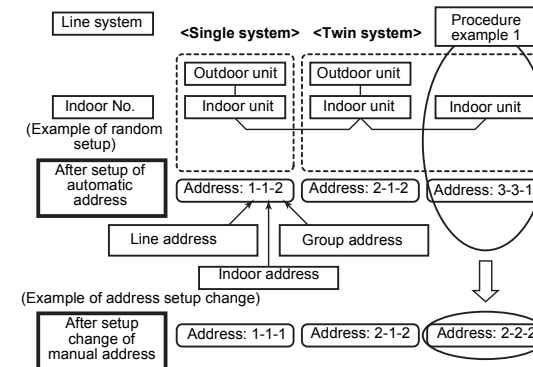 Line system
<Single system> <Twin system>
Procedure
example 1
Outdoor unit
Outdoor unit
Indoor No.
Indoor unit
Indoor unit
Indoor unit
(Example of random
setup)
After setup of
automatic
address
Address: 1-1-2
Address: 2-1-2
Address: 3-3-1
Line address
Group address
Indoor address
(Example of address setup change)
After setup
change of
manual address
Address: 1-1-1
Address: 2-1-2
Address: 2-2-2